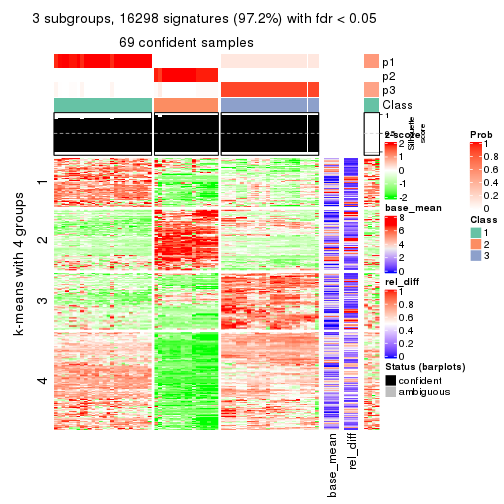 3 subgroups, 16298 signatures (97.2%) with fdr < 0.05
69 confident samples
p1
p2
p3
Class
1
0.5
Silhouette
score
k-means with 4 groups
1
2
3
4
z-score
2
1
0
-1
-2
base_mean
8
6
4
2
0
rel_diff
1
0.8
0.6
0.4
0.2
0
Status (barplots)
confident
ambiguous
Prob
1
0.8
0.6
0.4
0.2
0
Class
1
2
3
base_mean
rel_diff